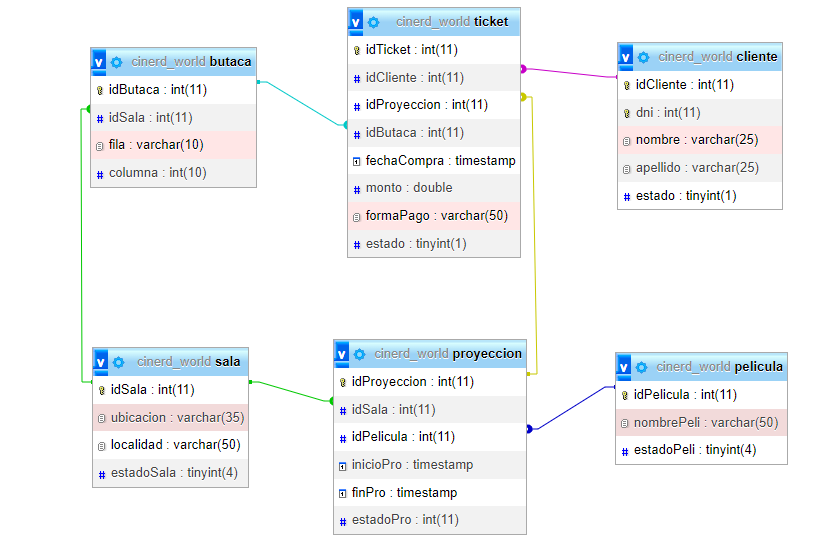 cinerd_world ticket
idTicket : int(11)
idCliente : int(11)
idProyeccion : int(11)
idButaca : int(11)
fechaCompra : timestamp
monto : double
formaPago : varchar(50)
estado : tinyint(1)
cinerd_world butaca
idButaca : int(11)
idSala : int(11)
fila : varchar(10)
columna : int(10)
cinerd_world cliente
idCliente : int(11)
dni : int(11)
nombre : varchar(25)
apellido : varchar(25)
estado : tinyint(1)
cinerd_world sala
idSala : int(11)
ubicacion : varchar(35)
localidad : varchar(50)
estadoSala : tinyint(4)
cinerd_world proyeccion
idProyeccion : int(11)
idSala : int(11)
idPelicula : int(11)
inicioPro : timestamp
finPro : timestamp
estadoPro : int(11)
cinerd_world pelicula
idPelicula : int(11)
nombrePeli : varchar(50)
estadoPeli : tinyint(4)